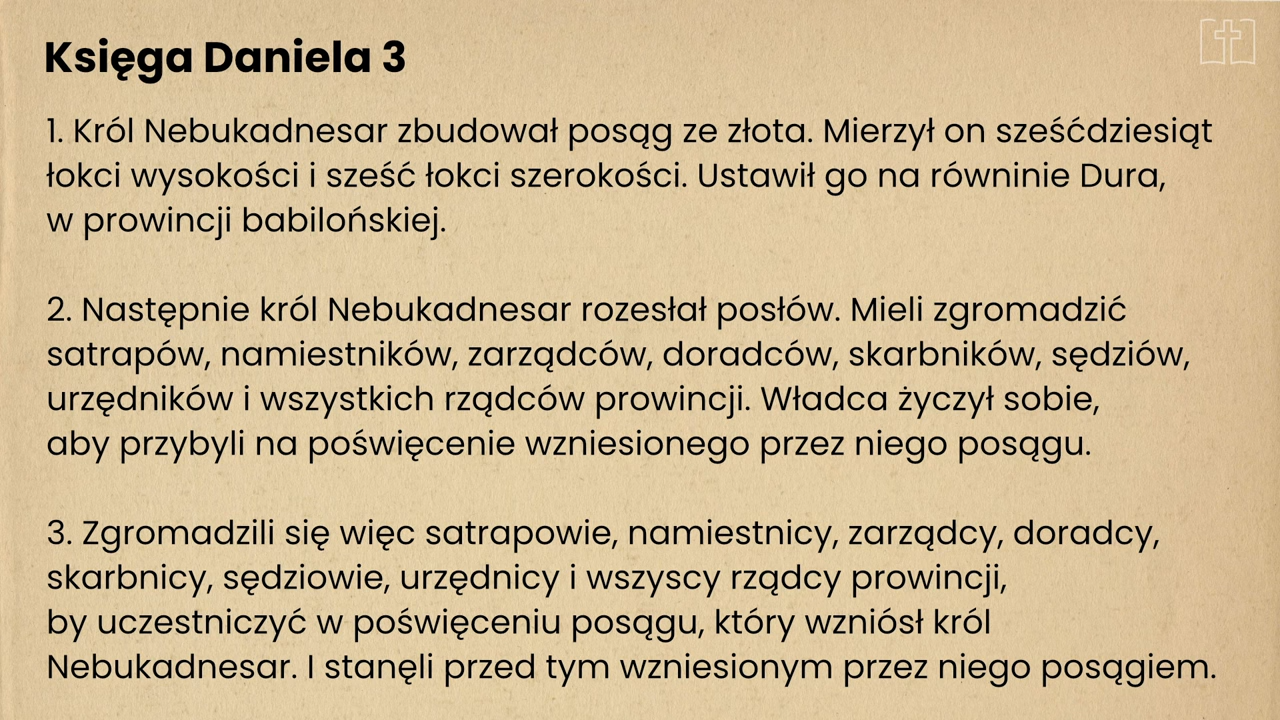 Księga Daniela 3
1. Król Nebukadnesar zbudował posąg ze złota. Mierzył on sześćdziesiąt
łokci wysokości i sześć łokci szerokości. Ustawił go na równinie Dura,
w prowincji babilońskiej.
2. Następnie król Nebukadnesar rozesłał posłów. Mieli zgromadzić
satrapów, namiestników, zarządców, doradców, skarbników, sędziów,
urzędników i wszystkich rządców prowincji. Władca życzył sobie,
aby przybyli na poświęcenie wzniesionego przez niego posągu.
3. Zgromadzili się więc satrapowie, namiestnicy, zarządcy, doradcy,
skarbnicy, sędziowie, urzędnicy i wszyscy rządcy prowincji,
by uczestniczyć w poświęceniu posągu, który wzniósł król
Nebukadnesar. I stanęli przed tym wzniesionym przez niego posągiem.